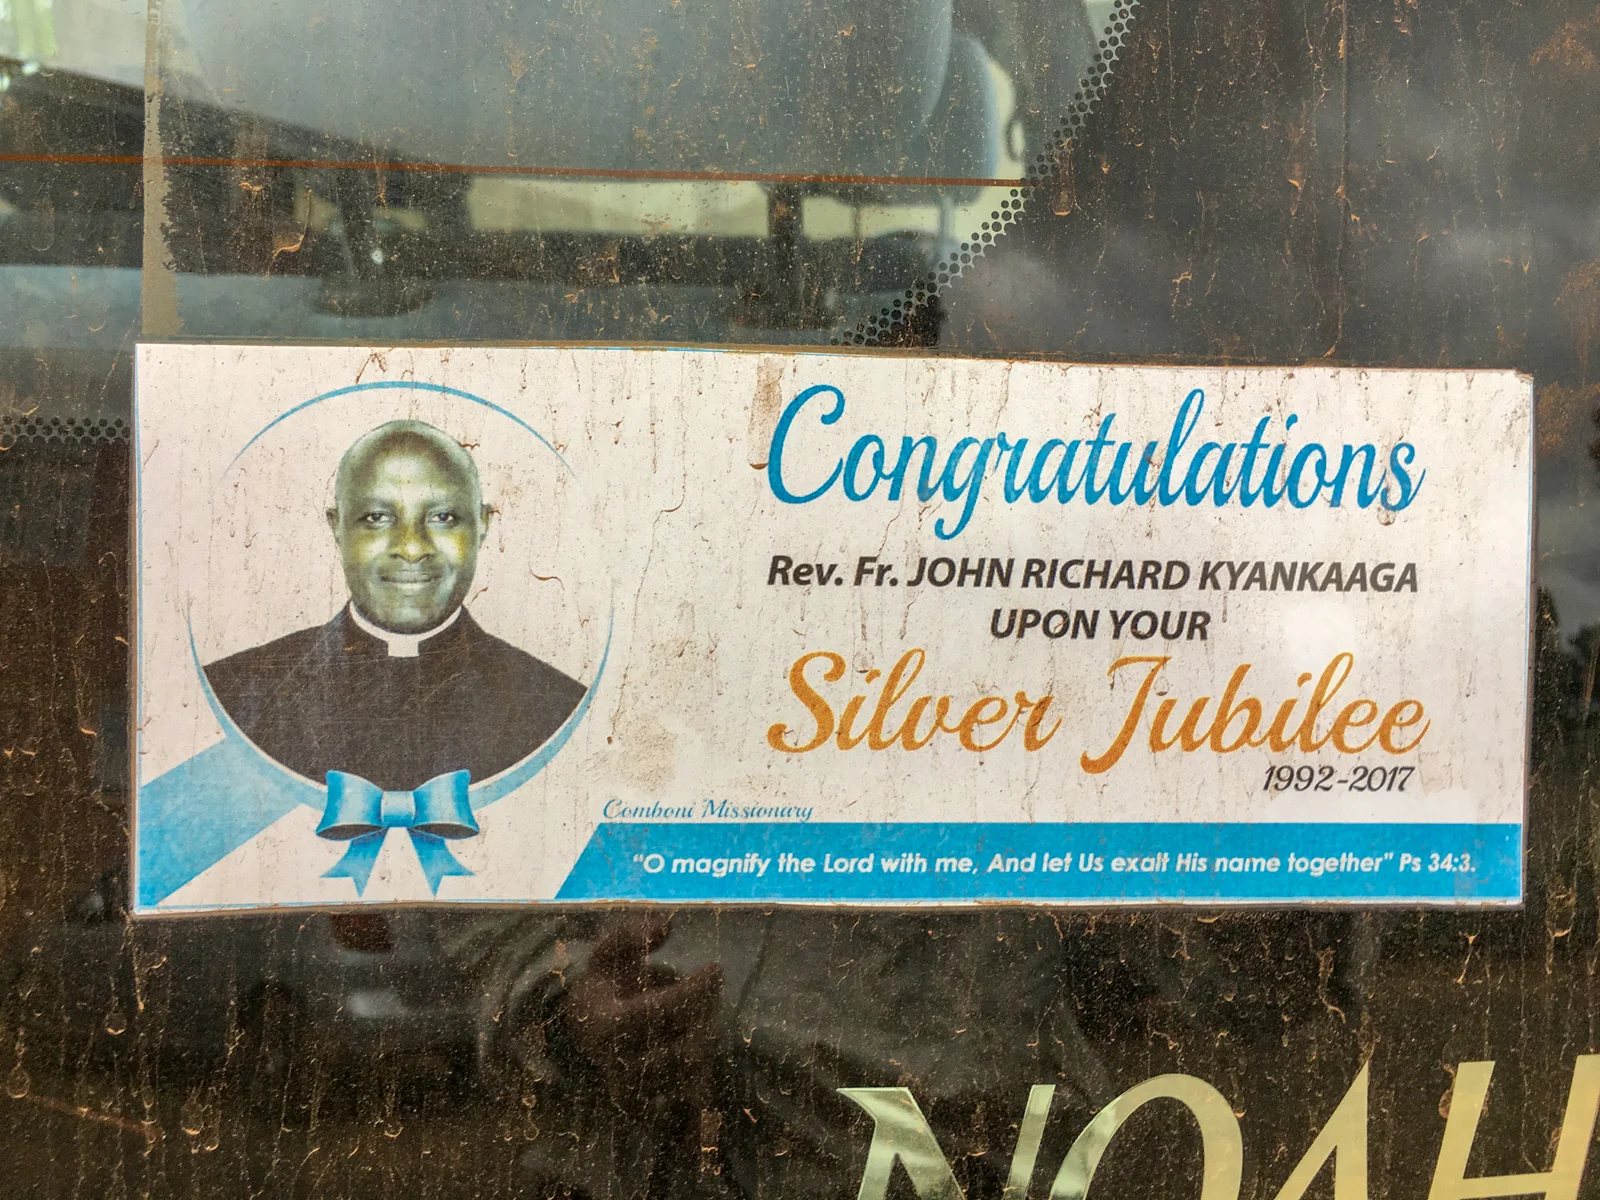 Congratulations
Rev. Fr. JOHN RICHARD KYANKAAGA
UPON YOUR
Silver Jubilee
1992-2017
Comboni Missionary
"O magnify the Lord with me, And let Us exalt His name together" Ps 34:3.
NOAH